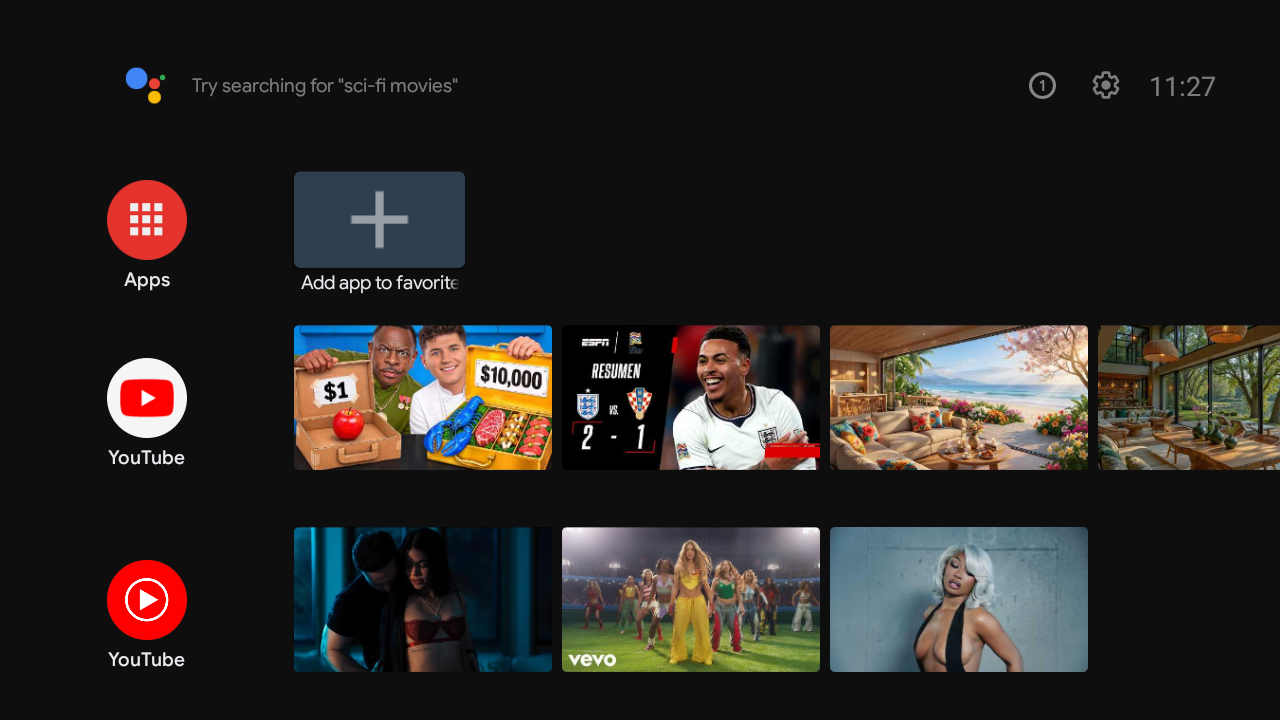 Try searching for "sci-fi movies"
1
11:27
Apps
Add app to favorite
YouTube
$1
$10,000
ESPN
RESUMEN
VS.
2 - 1
YouTube
vevo